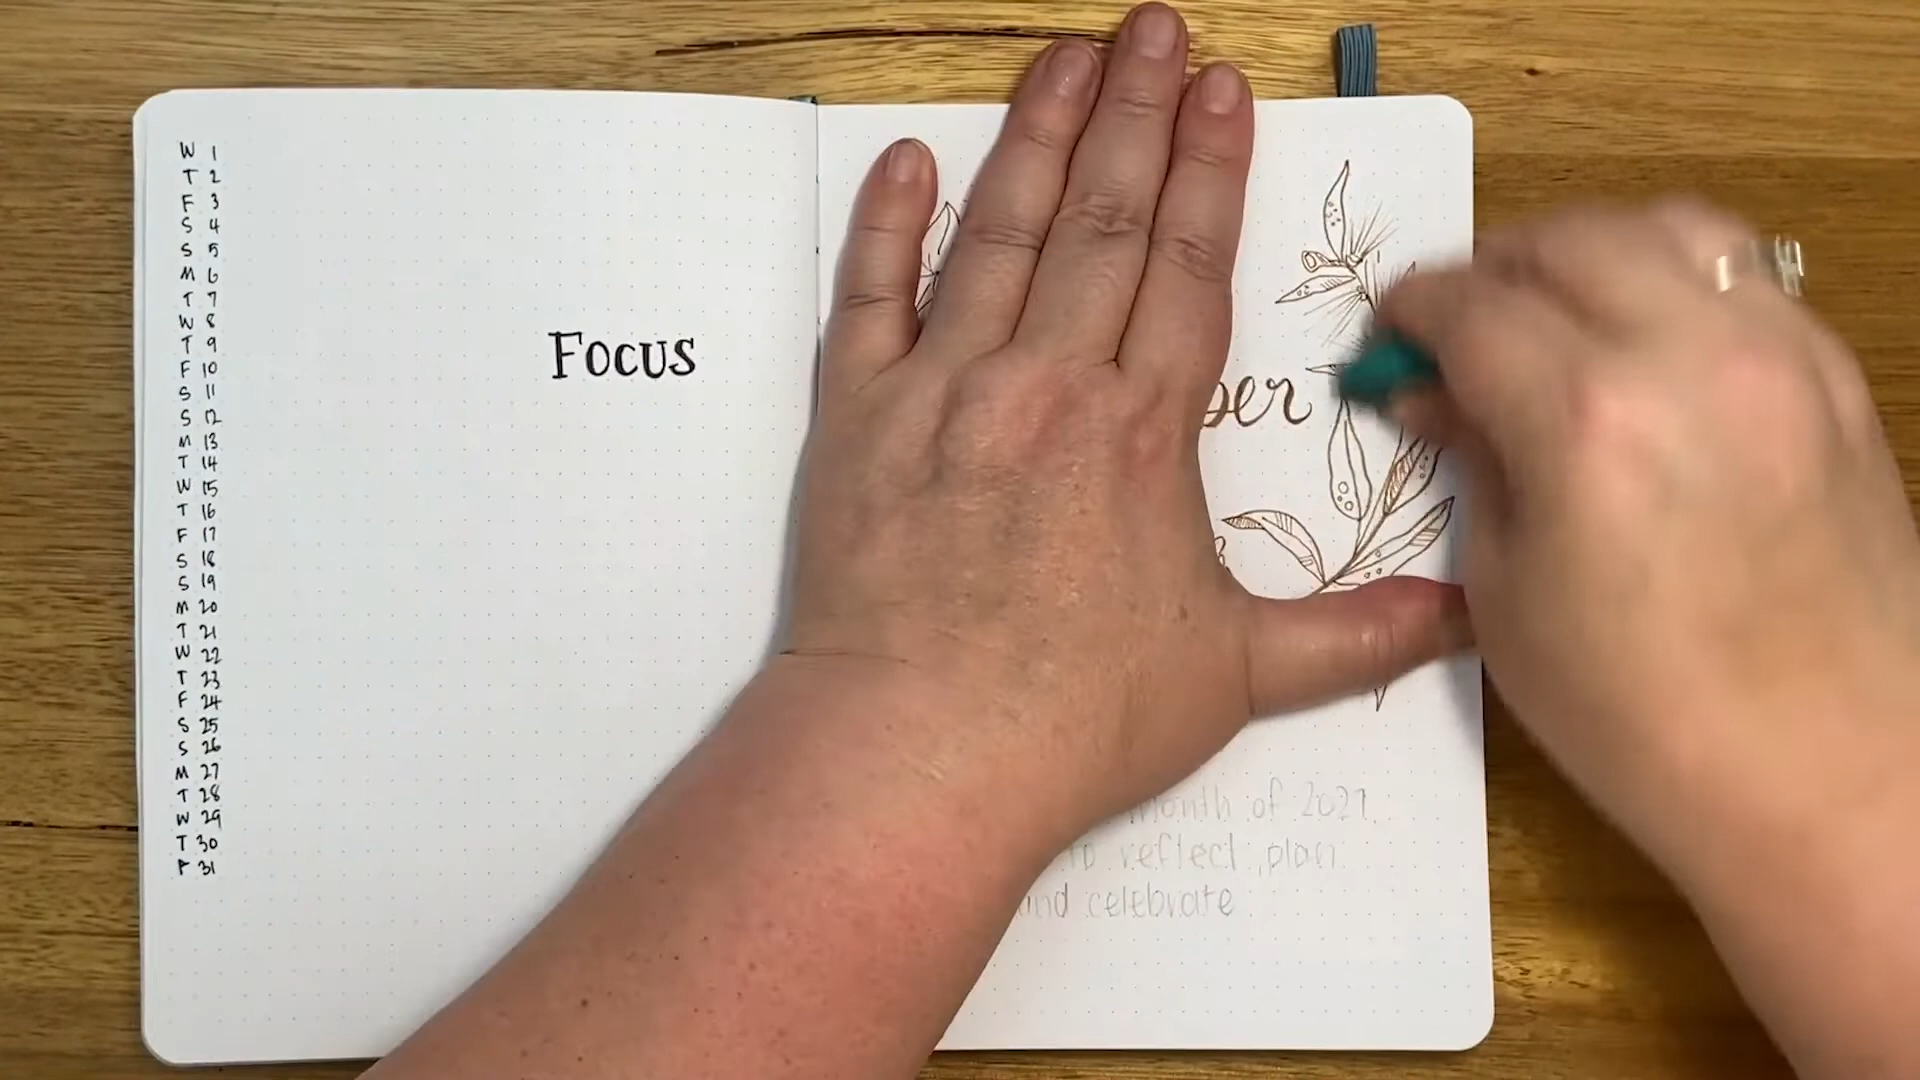 W 1
T 2
F 3
S 4
S 5
M 6
T 7
W 8
T 9
F 10
S 11
S 12
M 13
T 14
W 15
T 16
F 17
S 18
S 19
M 20
T 21
W 22
T 23
F 24
S 25
S 26
M 27
T 28
W 29
T 30
F 31
Focus
ber
month of 2021
to reflect, plan
and celebrate